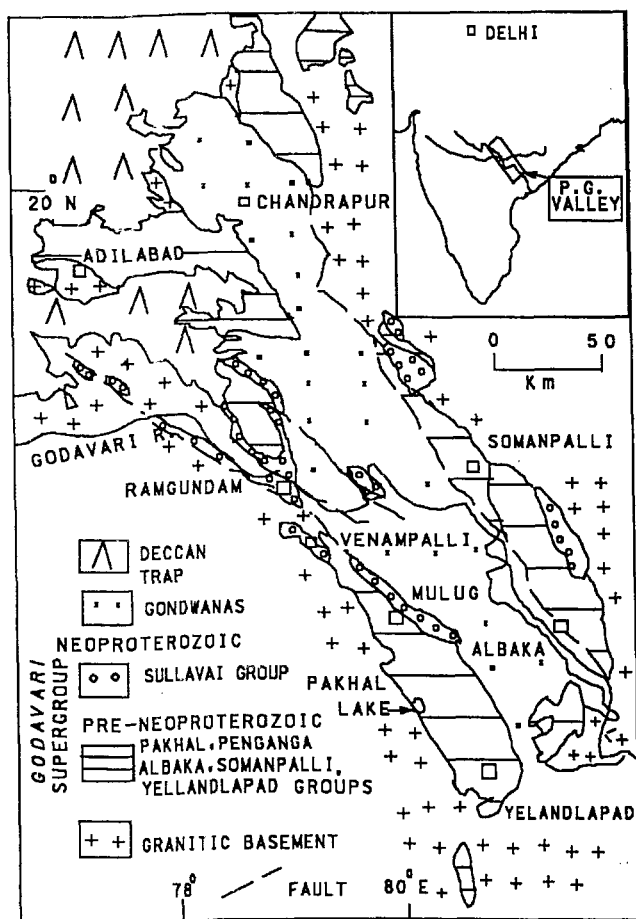 DELHI
P. G.
VALLEY
20 N
CHANDRAPUR
ADILABAD
0 50
Km
GODAVARI R.
SOMANPALLI
RAMGUNDAM
VENAMPALLI
MULUG
ALBAKA
PAKHAL
LAKE
YELANDLAPAD
DECCAN
TRAP
GONDWANAS
NEOPROTEROZOIC
SULLAVAI GROUP
GODAVARI
SUPERGROUP
PRE-NEOPROTEROZOIC
PAKHAL, PENGANGA
ALBAKA, SOMANPALLI,
YELLANDLAPAD GROUPS
GRANITIC BASEMENT
FAULT
78°
80°E